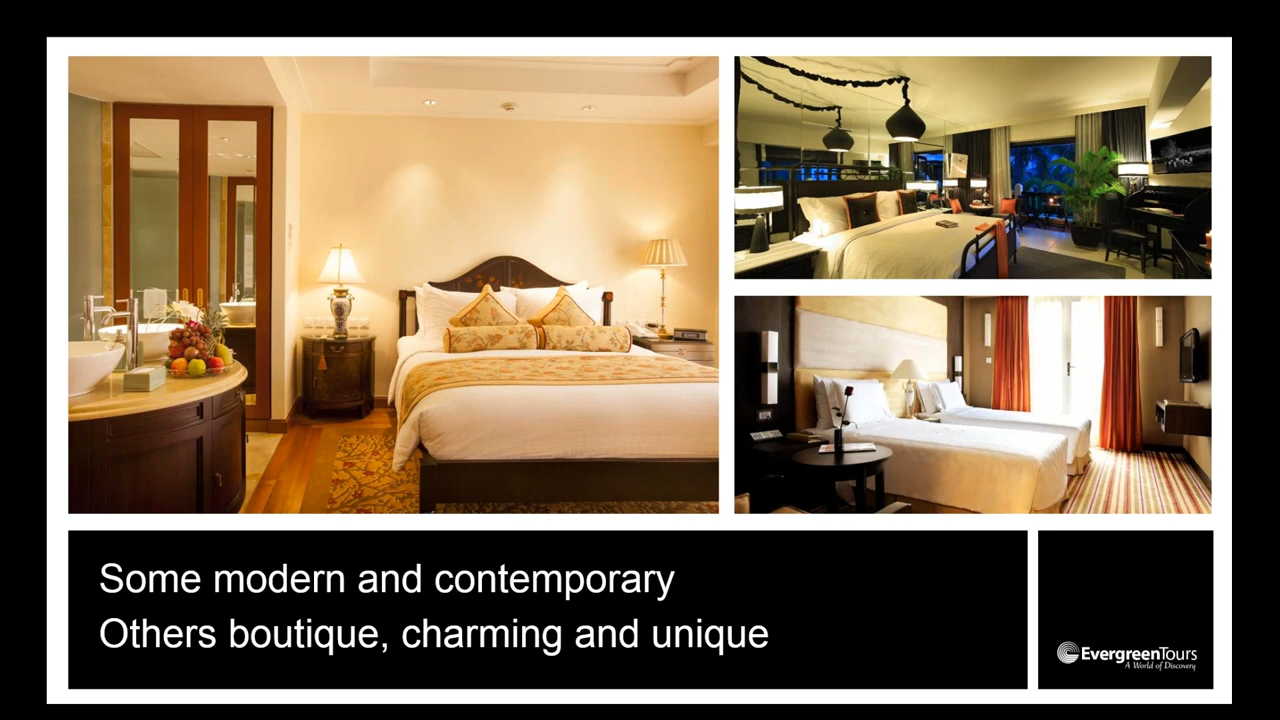 Some modern and contemporary
Others boutique, charming and unique
EvergreenTours
A World of Discovery